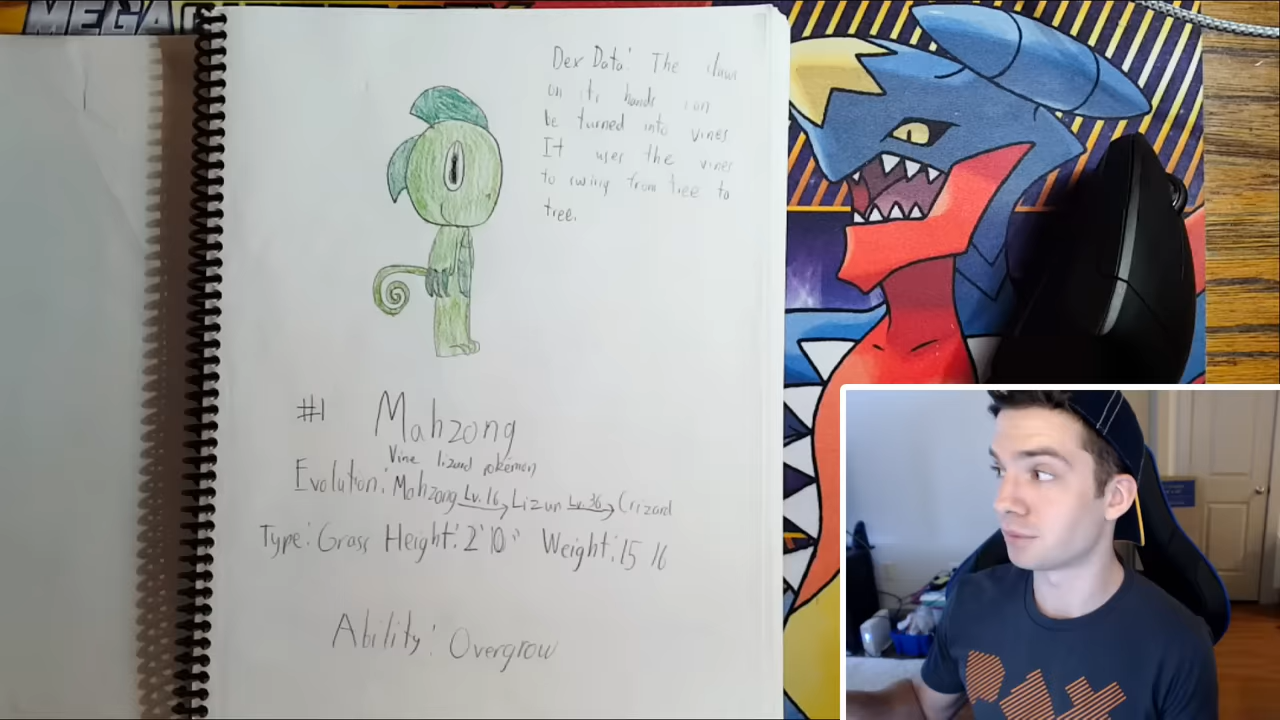 MEGA
Dex Data: The claws
on its hands can
be turned into vines
It uses the vines
to swing from tree to
tree.
#1 Mahzong
Vine lizard pokémon
Evolution: Mahzong Lv. 16 → Lizun Lv. 36 → Crizard
Type: Grass Height: 2'10" Weight: 15 lb
Ability: Overgrow
PAX